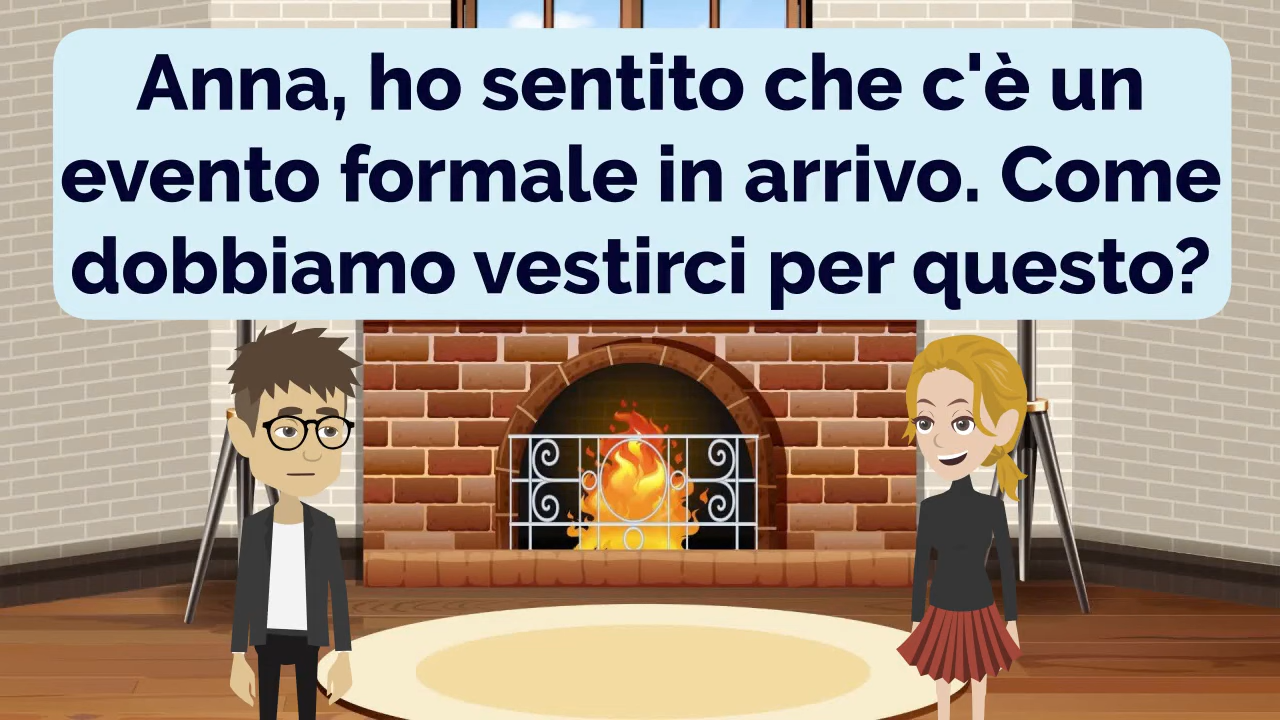 Anna, ho sentito che c'è un
evento formale in arrivo. Come
dobbiamo vestirci per questo?